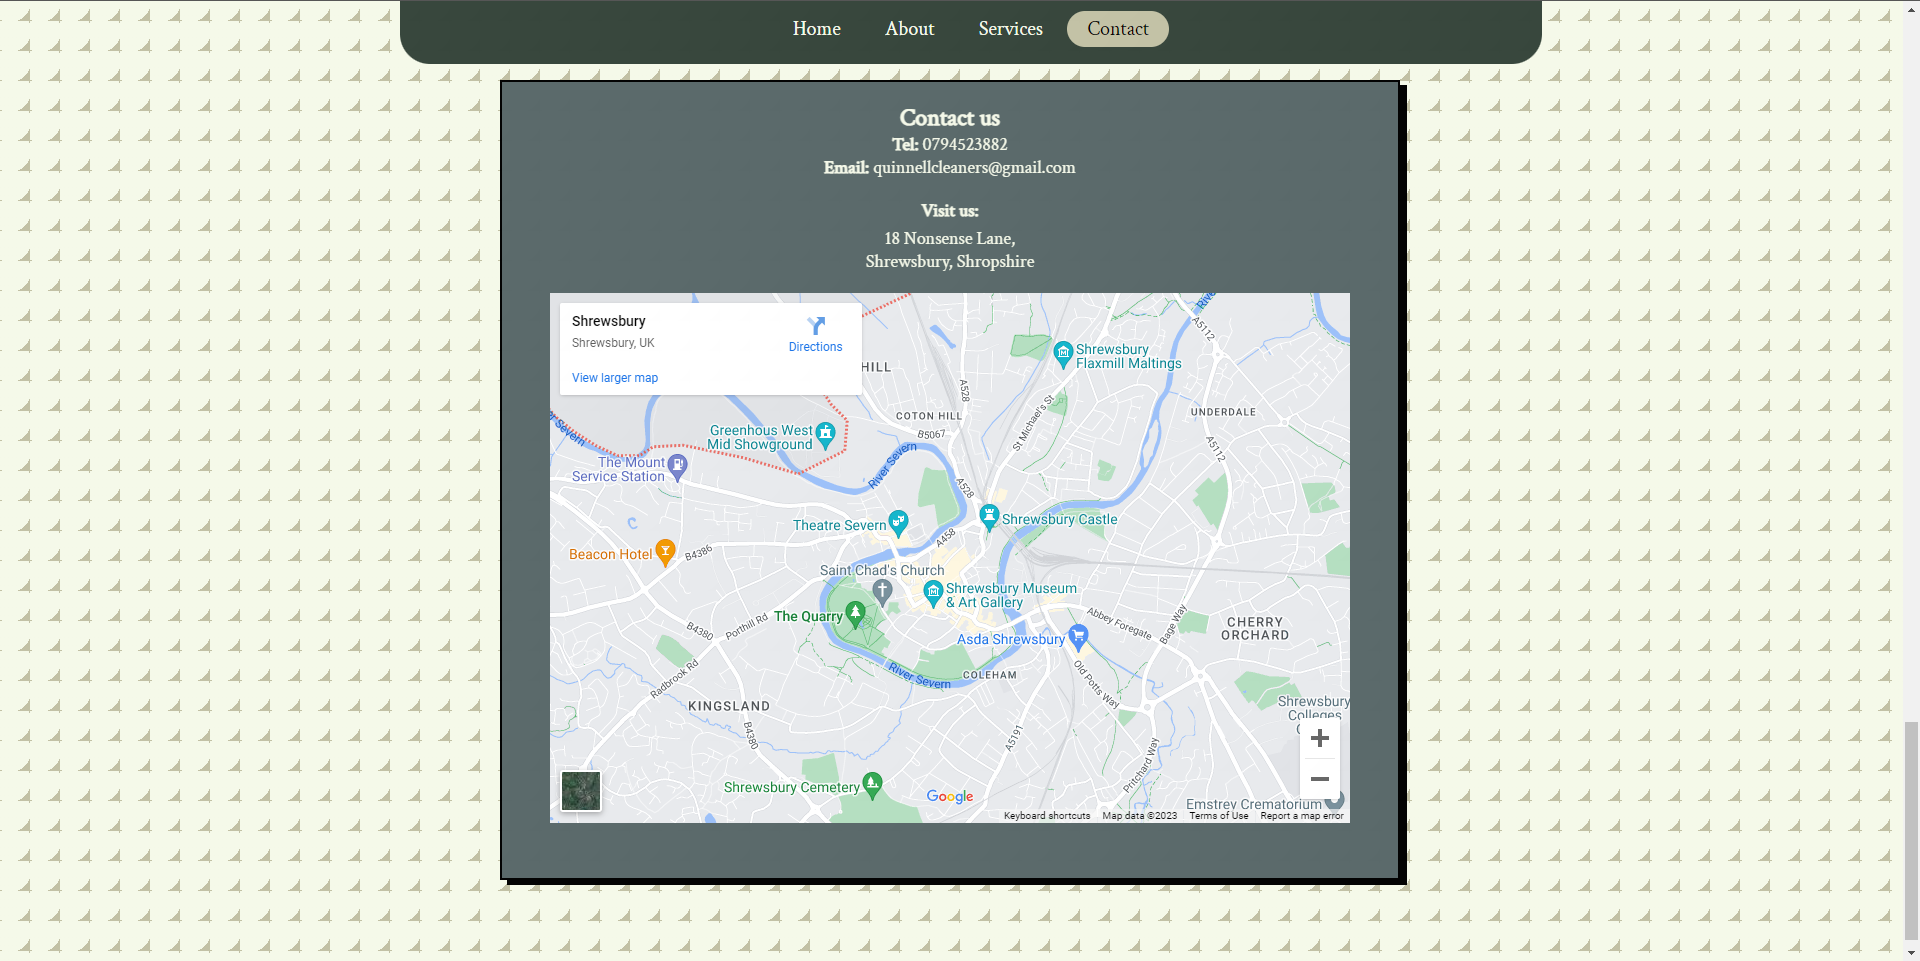 Home About Services Contact
Contact us
Tel: 0794523882
Email: quinnellcleaners@gmail.com
Visit us:
18 Nonsense Lane,
Shrewsbury, Shropshire
Shrewsbury
Shrewsbury, UK
Directions
View larger map
HILL
COTON HILL
B5067
A528
A528
St Michael's St
Shrewsbury
Flaxmill Maltings
A5112
UNDERDALE
A5112
Greenhous West
Mid Showground
River Severn
The Mount
Service Station
Theatre Severn
Shrewsbury Castle
A458
Beacon Hotel
B4386
Saint Chad's Church
Shrewsbury Museum
& Art Gallery
The Quarry
Porthill Rd
B4380
Asda Shrewsbury
Abbey Foregate
Bage Way
CHERRY
ORCHARD
Radbrook Rd
River Severn
COLEHAM
Old Potts Way
KINGSLAND
B4380
A5191
Pritchard Way
Shrewsbury
Colleges
Shrewsbury Cemetery
Google
Emstrey Crematorium
Keyboard shortcuts Map data ©2023 Terms of Use Report a map error